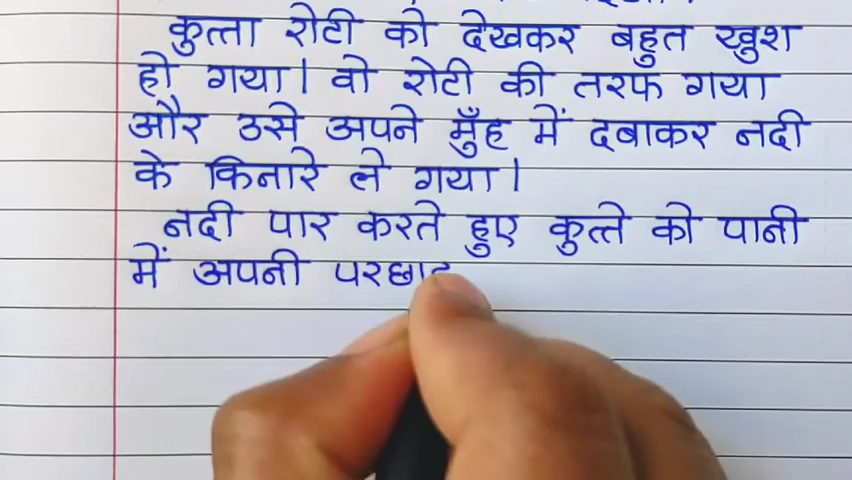 कुत्ता रोटी को देखकर बहुत खुश
हो गया। वो रोटी की तरफ गया
और उसे अपने मुँह में दबाकर नदी
के किनारे ले गया।
नदी पार करते हुए कुत्ते को पानी
में अपनी